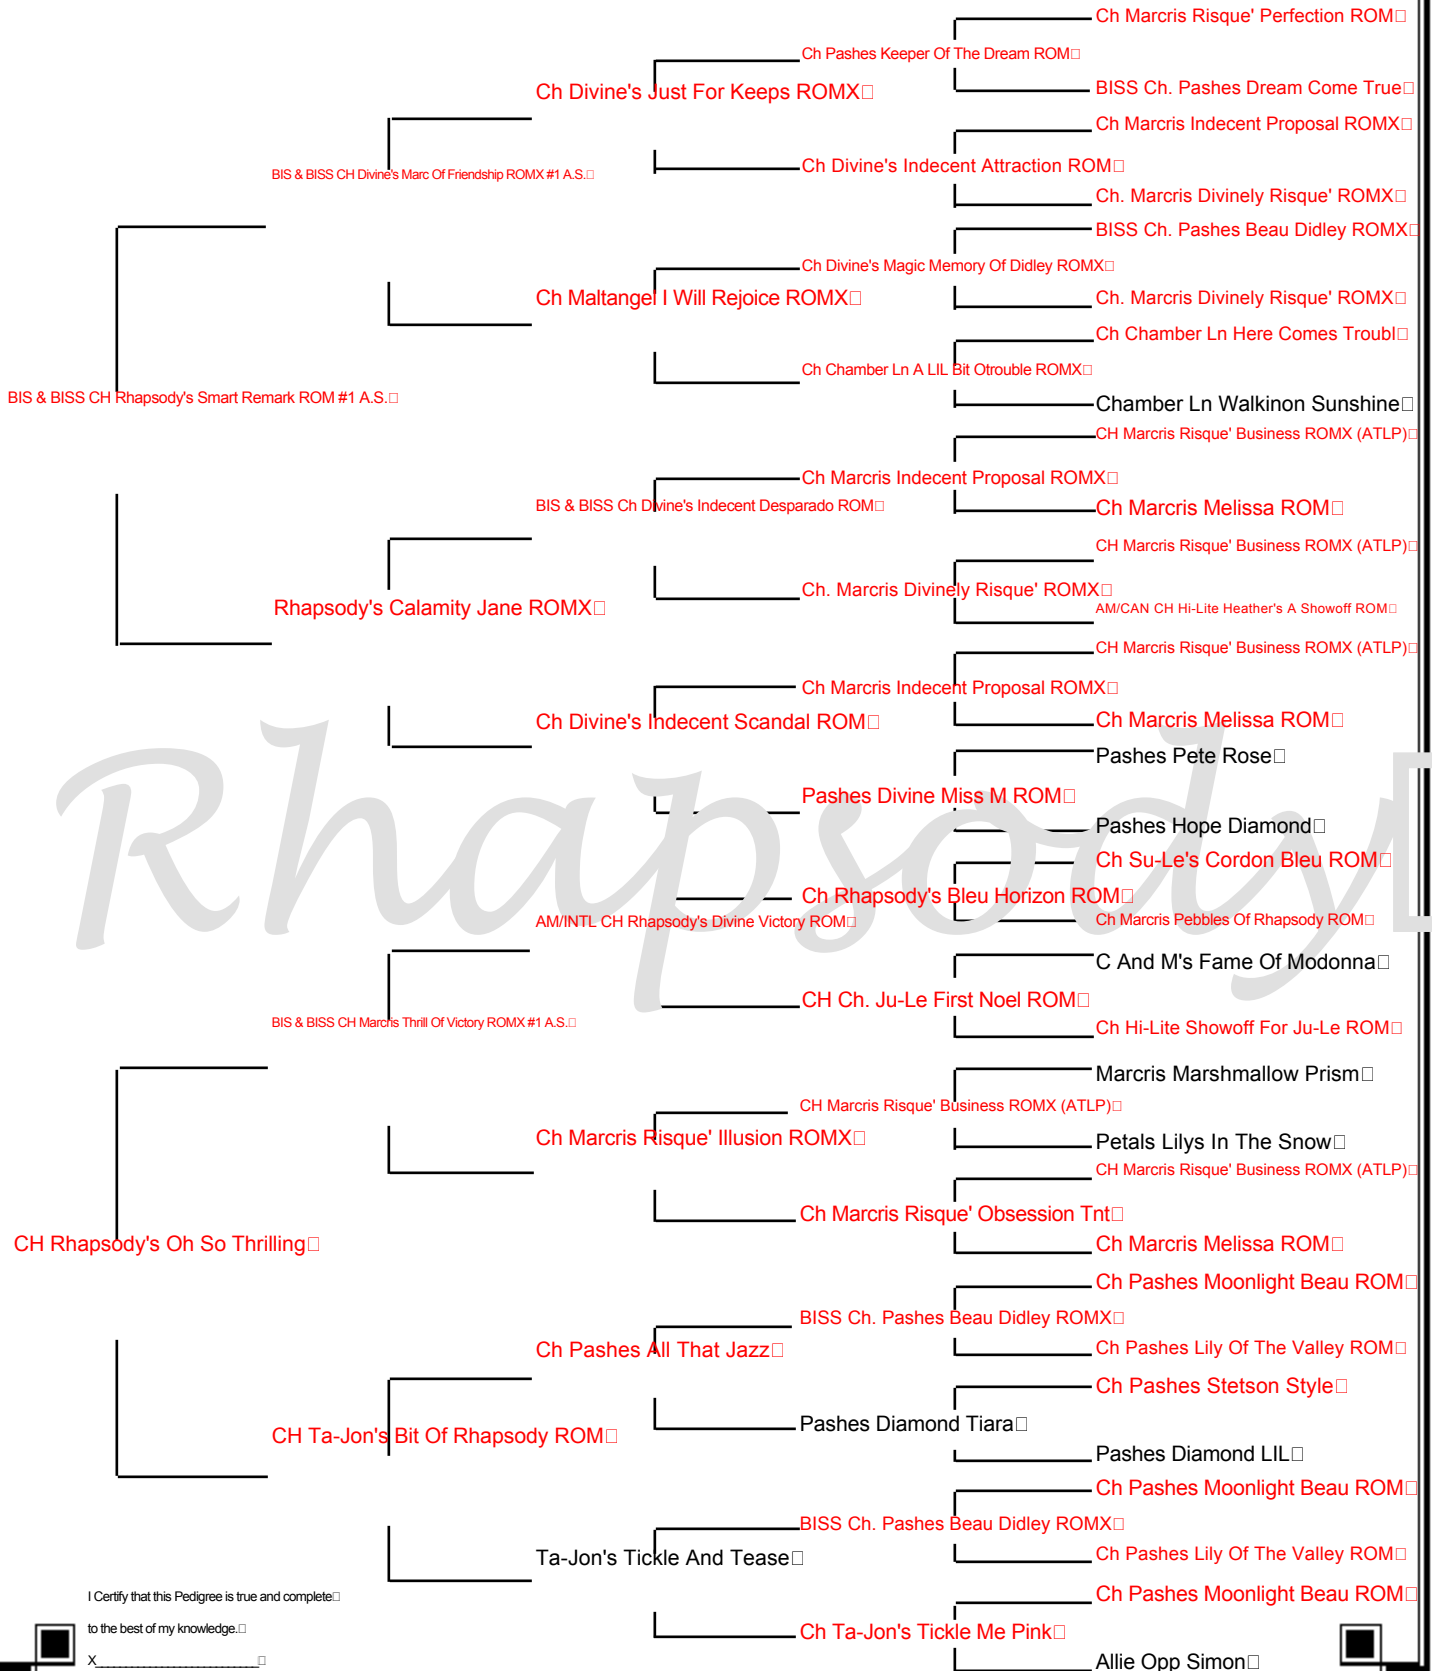 Ch Marcris Risque' Perfection ROM
Ch Pashes Keeper Of The Dream ROM
BISS Ch. Pashes Dream Come True
Ch Divine's Just For Keeps ROMX
Ch Marcris Indecent Proposal ROMX
Ch Divine's Indecent Attraction ROM
BIS & BISS CH Divine's Marc Of Friendship ROMX #1 A.S.
Ch. Marcris Divinely Risque' ROMX
BISS Ch. Pashes Beau Didley ROMX
Ch Divine's Magic Memory Of Didley ROMX
Ch Maltangel I Will Rejoice ROMX
Ch. Marcris Divinely Risque' ROMX
Ch Chamber Ln Here Comes Troubl
Ch Chamber Ln A LIL Bit Otrouble ROMX
BIS & BISS CH Rhapsody's Smart Remark ROM #1 A.S.
Chamber Ln Walkinon Sunshine
CH Marcris Risque' Business ROMX (ATLP)
Ch Marcris Indecent Proposal ROMX
BIS & BISS Ch Divine's Indecent Desparado ROM
Ch Marcris Melissa ROM
CH Marcris Risque' Business ROMX (ATLP)
Ch. Marcris Divinely Risque' ROMX
Rhapsody's Calamity Jane ROMX
AM/CAN CH Hi-Lite Heather's A Showoff ROM
CH Marcris Risque' Business ROMX (ATLP)
Ch Marcris Indecent Proposal ROMX
Ch Divine's Indecent Scandal ROM
Ch Marcris Melissa ROM
Pashes Pete Rose
Pashes Divine Miss M ROM
Pashes Hope Diamond
Rhapsody
Ch Su-Le's Cordon Bleu ROM
Ch Rhapsody's Bleu Horizon ROM
AM/INTL CH Rhapsody's Divine Victory ROM
Ch Marcris Pebbles Of Rhapsody ROM
C And M's Fame Of Modonna
CH Ch. Ju-Le First Noel ROM
BIS & BISS CH Marcris Thrill Of Victory ROMX #1 A.S.
Ch Hi-Lite Showoff For Ju-Le ROM
Marcris Marshmallow Prism
CH Marcris Risque' Business ROMX (ATLP)
Ch Marcris Risque' Illusion ROMX
Petals Lilys In The Snow
CH Marcris Risque' Business ROMX (ATLP)
Ch Marcris Risque' Obsession Tnt
CH Rhapsody's Oh So Thrilling
Ch Marcris Melissa ROM
Ch Pashes Moonlight Beau ROM
BISS Ch. Pashes Beau Didley ROMX
Ch Pashes All That Jazz
Ch Pashes Lily Of The Valley ROM
Ch Pashes Stetson Style
Pashes Diamond Tiara
CH Ta-Jon's Bit Of Rhapsody ROM
Pashes Diamond LIL
Ch Pashes Moonlight Beau ROM
BISS Ch. Pashes Beau Didley ROMX
Ta-Jon's Tickle And Tease
Ch Pashes Lily Of The Valley ROM
Ch Pashes Moonlight Beau ROM
Ch Ta-Jon's Tickle Me Pink
Allie Opp Simon
I Certify that this Pedigree is true and complete
to the best of my knowledge.
X___________________________